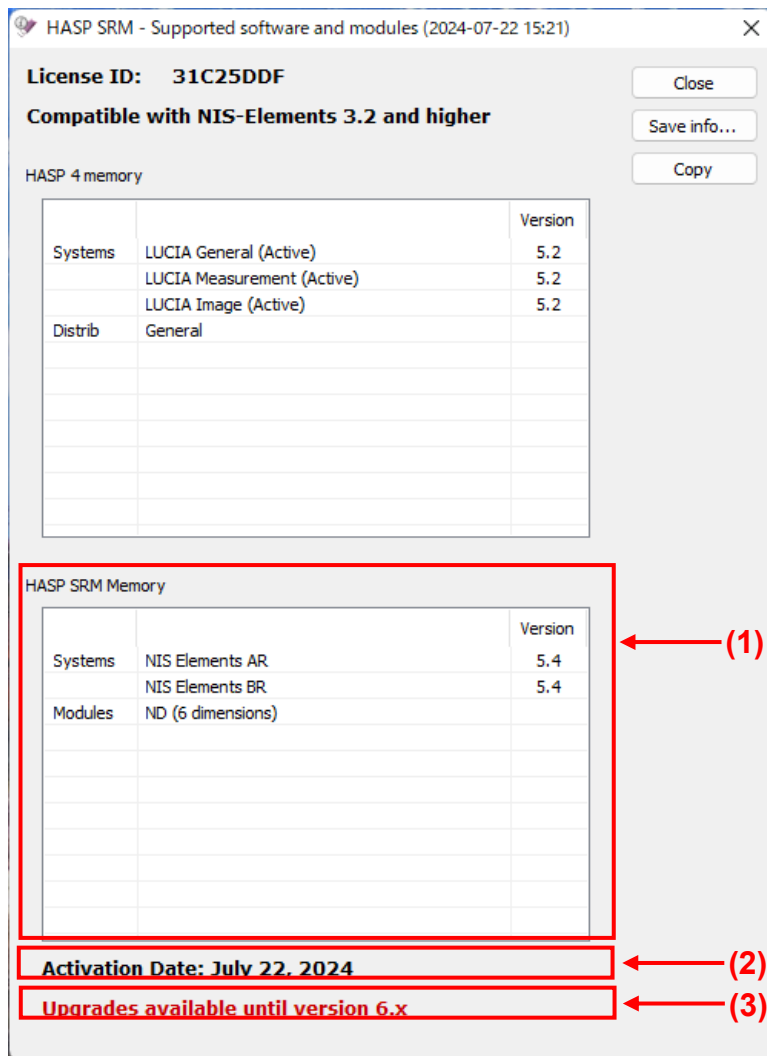 HASP SRM - Supported software and modules (2024-07-22 15:21)
License ID: 31C25DDF
Close
Compatible with NIS-Elements 3.2 and higher
Save info...
Copy
HASP 4 memory
Version
Systems LUCIA General (Active) 5.2
LUCIA Measurement (Active) 5.2
LUCIA Image (Active) 5.2
Distrib General
HASP SRM Memory
Version
(1)
Systems NIS Elements AR 5.4
NIS Elements BR 5.4
Modules ND (6 dimensions)
Activation Date: July 22, 2024 (2)
Upgrades available until version 6.x (3)